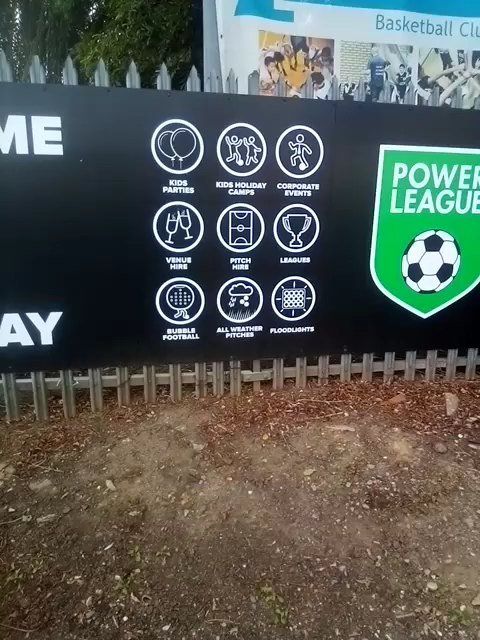 Basketball Clu
ME
KIDS
PARTIES
KIDS HOLIDAY
CAMPS
CORPORATE
EVENTS
VENUE
HIRE
PITCH
HIRE
LEAGUES
BUBBLE
FOOTBALL
ALL WEATHER
PITCHES
FLOODLIGHTS
AY
POWER
LEAGUE